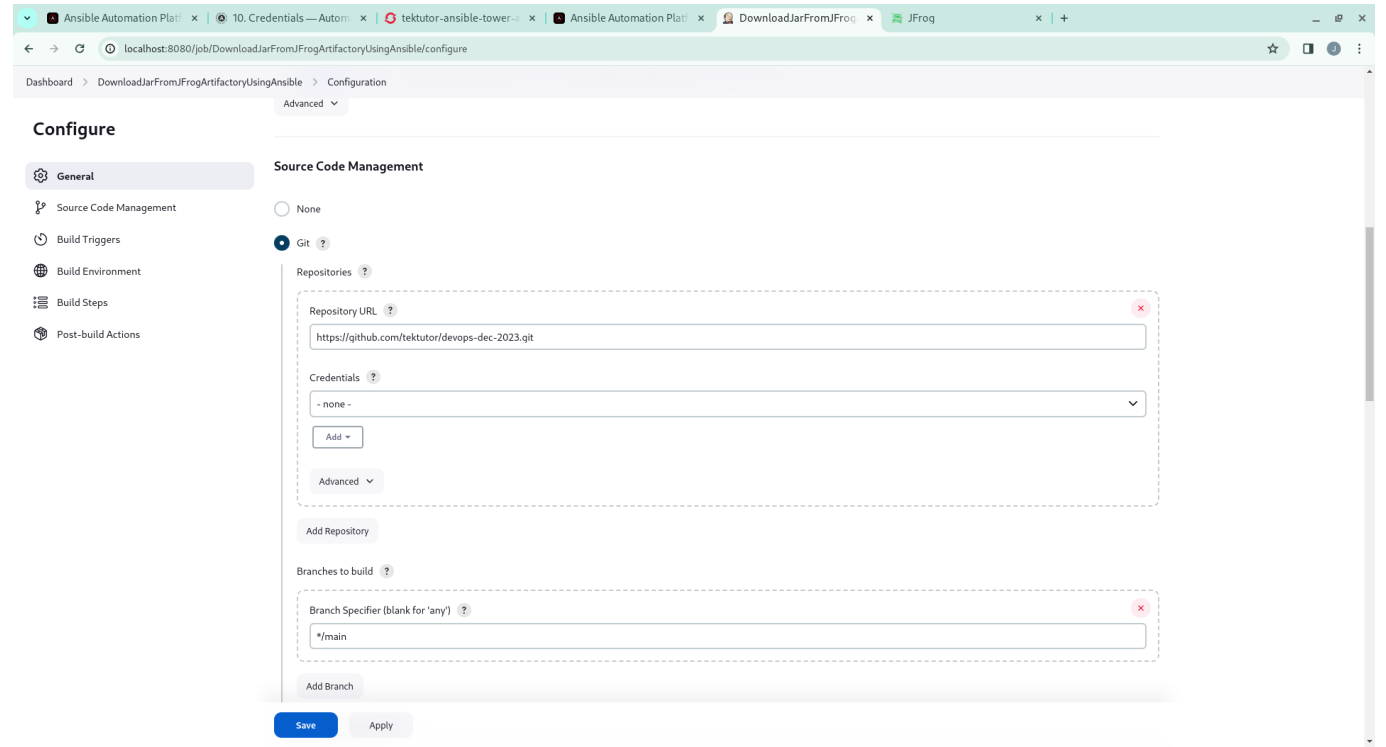 Ansible Automation Platf
10. Credentials — Autom
tektutor-ansible-tower-a
Ansible Automation Platf
DownloadJarFromJFrog
JFrog
localhost:8080/job/DownloadJarFromJFrogArtifactoryUsingAnsible/configure
J
Dashboard > DownloadJarFromJFrogArtifactoryUsingAnsible > Configuration
Advanced
Configure
General
Source Code Management
Build Triggers
Build Environment
Build Steps
Post-build Actions
Source Code Management
None
Git ?
Repositories ?
Repository URL ?
https://github.com/tektutor/devops-dec-2023.git
Credentials ?
- none -
Add
Advanced
Add Repository
Branches to build ?
Branch Specifier (blank for 'any') ?
*/main
Add Branch
Save
Apply